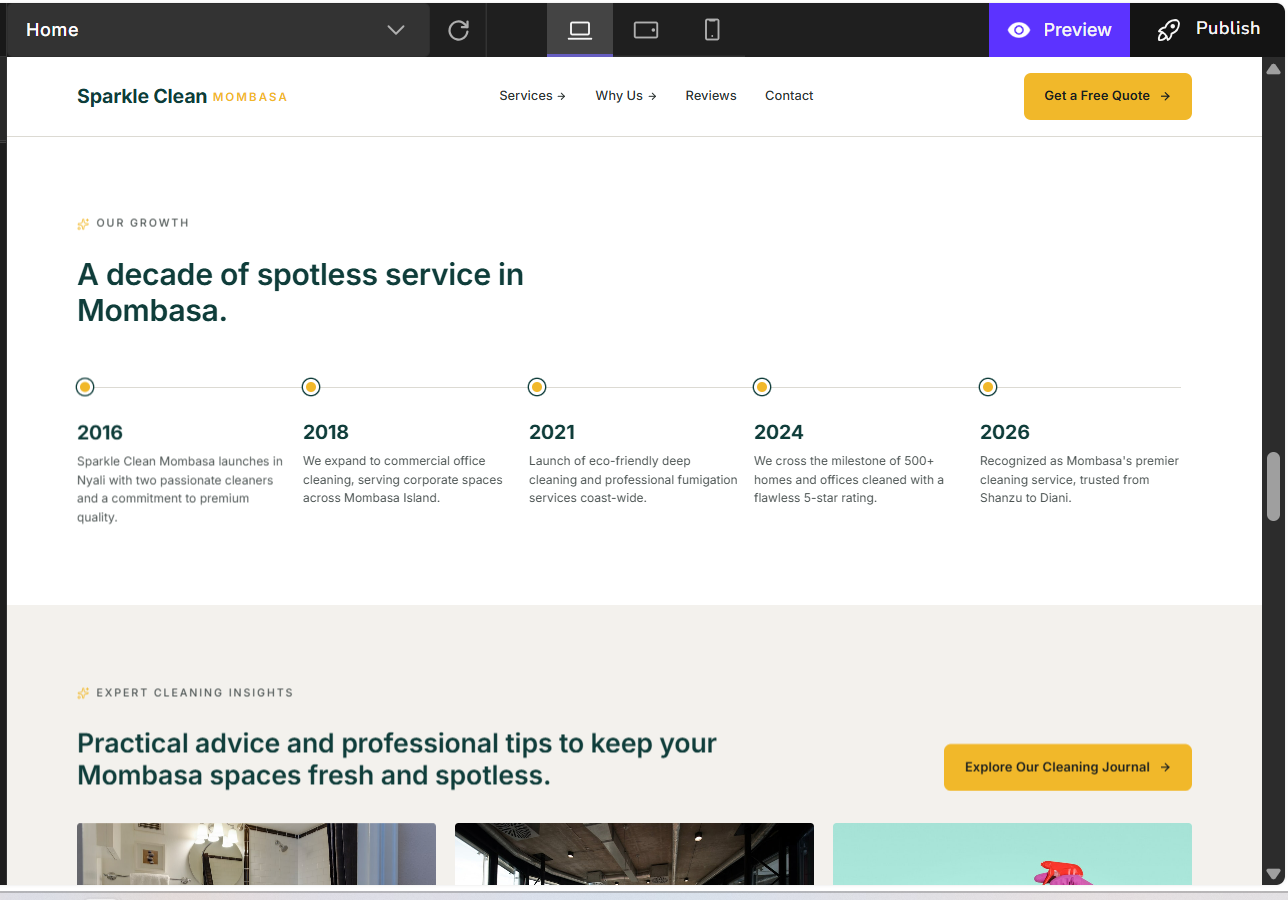 Home
Preview
Publish
Sparkle Clean MOMBASA
Services →
Why Us →
Reviews
Contact
Get a Free Quote →
OUR GROWTH
A decade of spotless service in
Mombasa.
2016
Sparkle Clean Mombasa launches in
Nyali with two passionate cleaners
and a commitment to premium
quality.
2018
We expand to commercial office
cleaning, serving corporate spaces
across Mombasa Island.
2021
Launch of eco-friendly deep
cleaning and professional fumigation
services coast-wide.
2024
We cross the milestone of 500+
homes and offices cleaned with a
flawless 5-star rating.
2026
Recognized as Mombasa's premier
cleaning service, trusted from
Shanzu to Diani.
EXPERT CLEANING INSIGHTS
Practical advice and professional tips to keep your
Mombasa spaces fresh and spotless.
Explore Our Cleaning Journal →